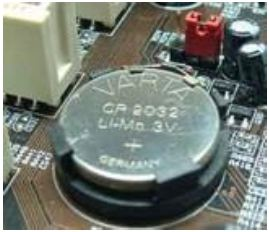 VARTA
CR 2032
Li-Mn 3V
+
GERMANY